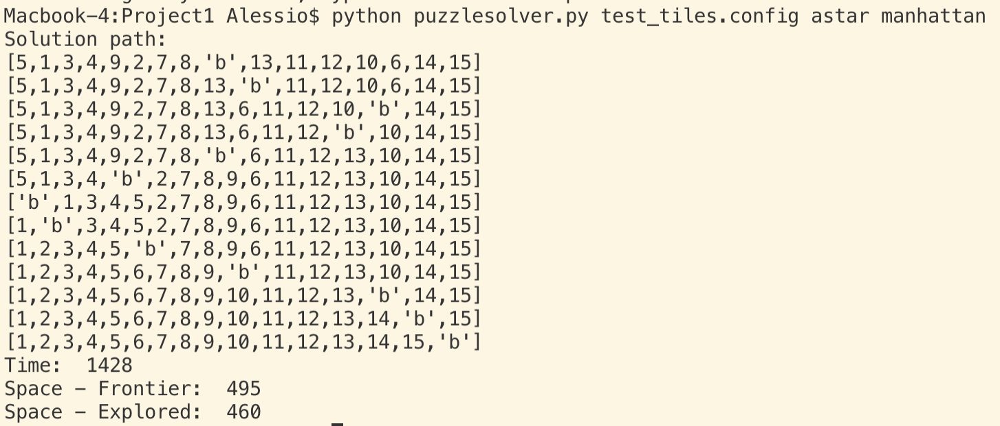 Macbook-4:Project1 Alessio$ python puzzlesolver.py test_tiles.config astar manhattan
Solution path:
[5,1,3,4,9,2,7,8,'b',13,11,12,10,6,14,15]
[5,1,3,4,9,2,7,8,13,'b',11,12,10,6,14,15]
[5,1,3,4,9,2,7,8,13,6,11,12,10,'b',14,15]
[5,1,3,4,9,2,7,8,13,6,11,12,'b',10,14,15]
[5,1,3,4,9,2,7,8,'b',6,11,12,13,10,14,15]
[5,1,3,4,'b',2,7,8,9,6,11,12,13,10,14,15]
['b',1,3,4,5,2,7,8,9,6,11,12,13,10,14,15]
[1,'b',3,4,5,2,7,8,9,6,11,12,13,10,14,15]
[1,2,3,4,5,'b',7,8,9,6,11,12,13,10,14,15]
[1,2,3,4,5,6,7,8,9,'b',11,12,13,10,14,15]
[1,2,3,4,5,6,7,8,9,10,11,12,13,'b',14,15]
[1,2,3,4,5,6,7,8,9,10,11,12,13,14,'b',15]
[1,2,3,4,5,6,7,8,9,10,11,12,13,14,15,'b']
Time:  1428
Space - Frontier:  495
Space - Explored:  460